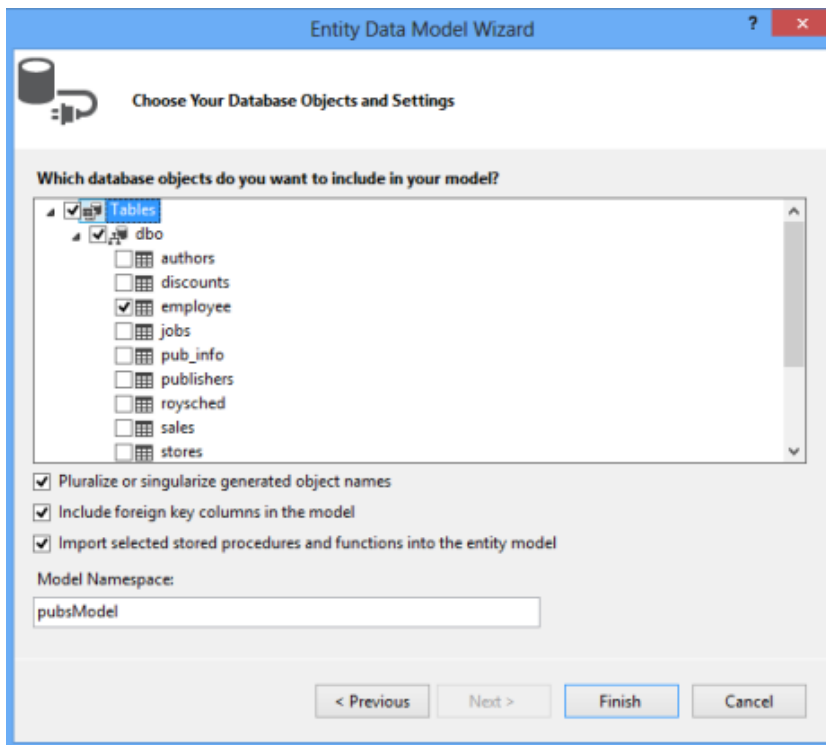 Entity Data Model Wizard
?
Choose Your Database Objects and Settings
Which database objects do you want to include in your model?
Tables
dbo
authors
discounts
employee
jobs
pub_info
publishers
roysched
sales
stores
Pluralize or singularize generated object names
Include foreign key columns in the model
Import selected stored procedures and functions into the entity model
Model Namespace:
pubsModel
< Previous Next > Finish Cancel